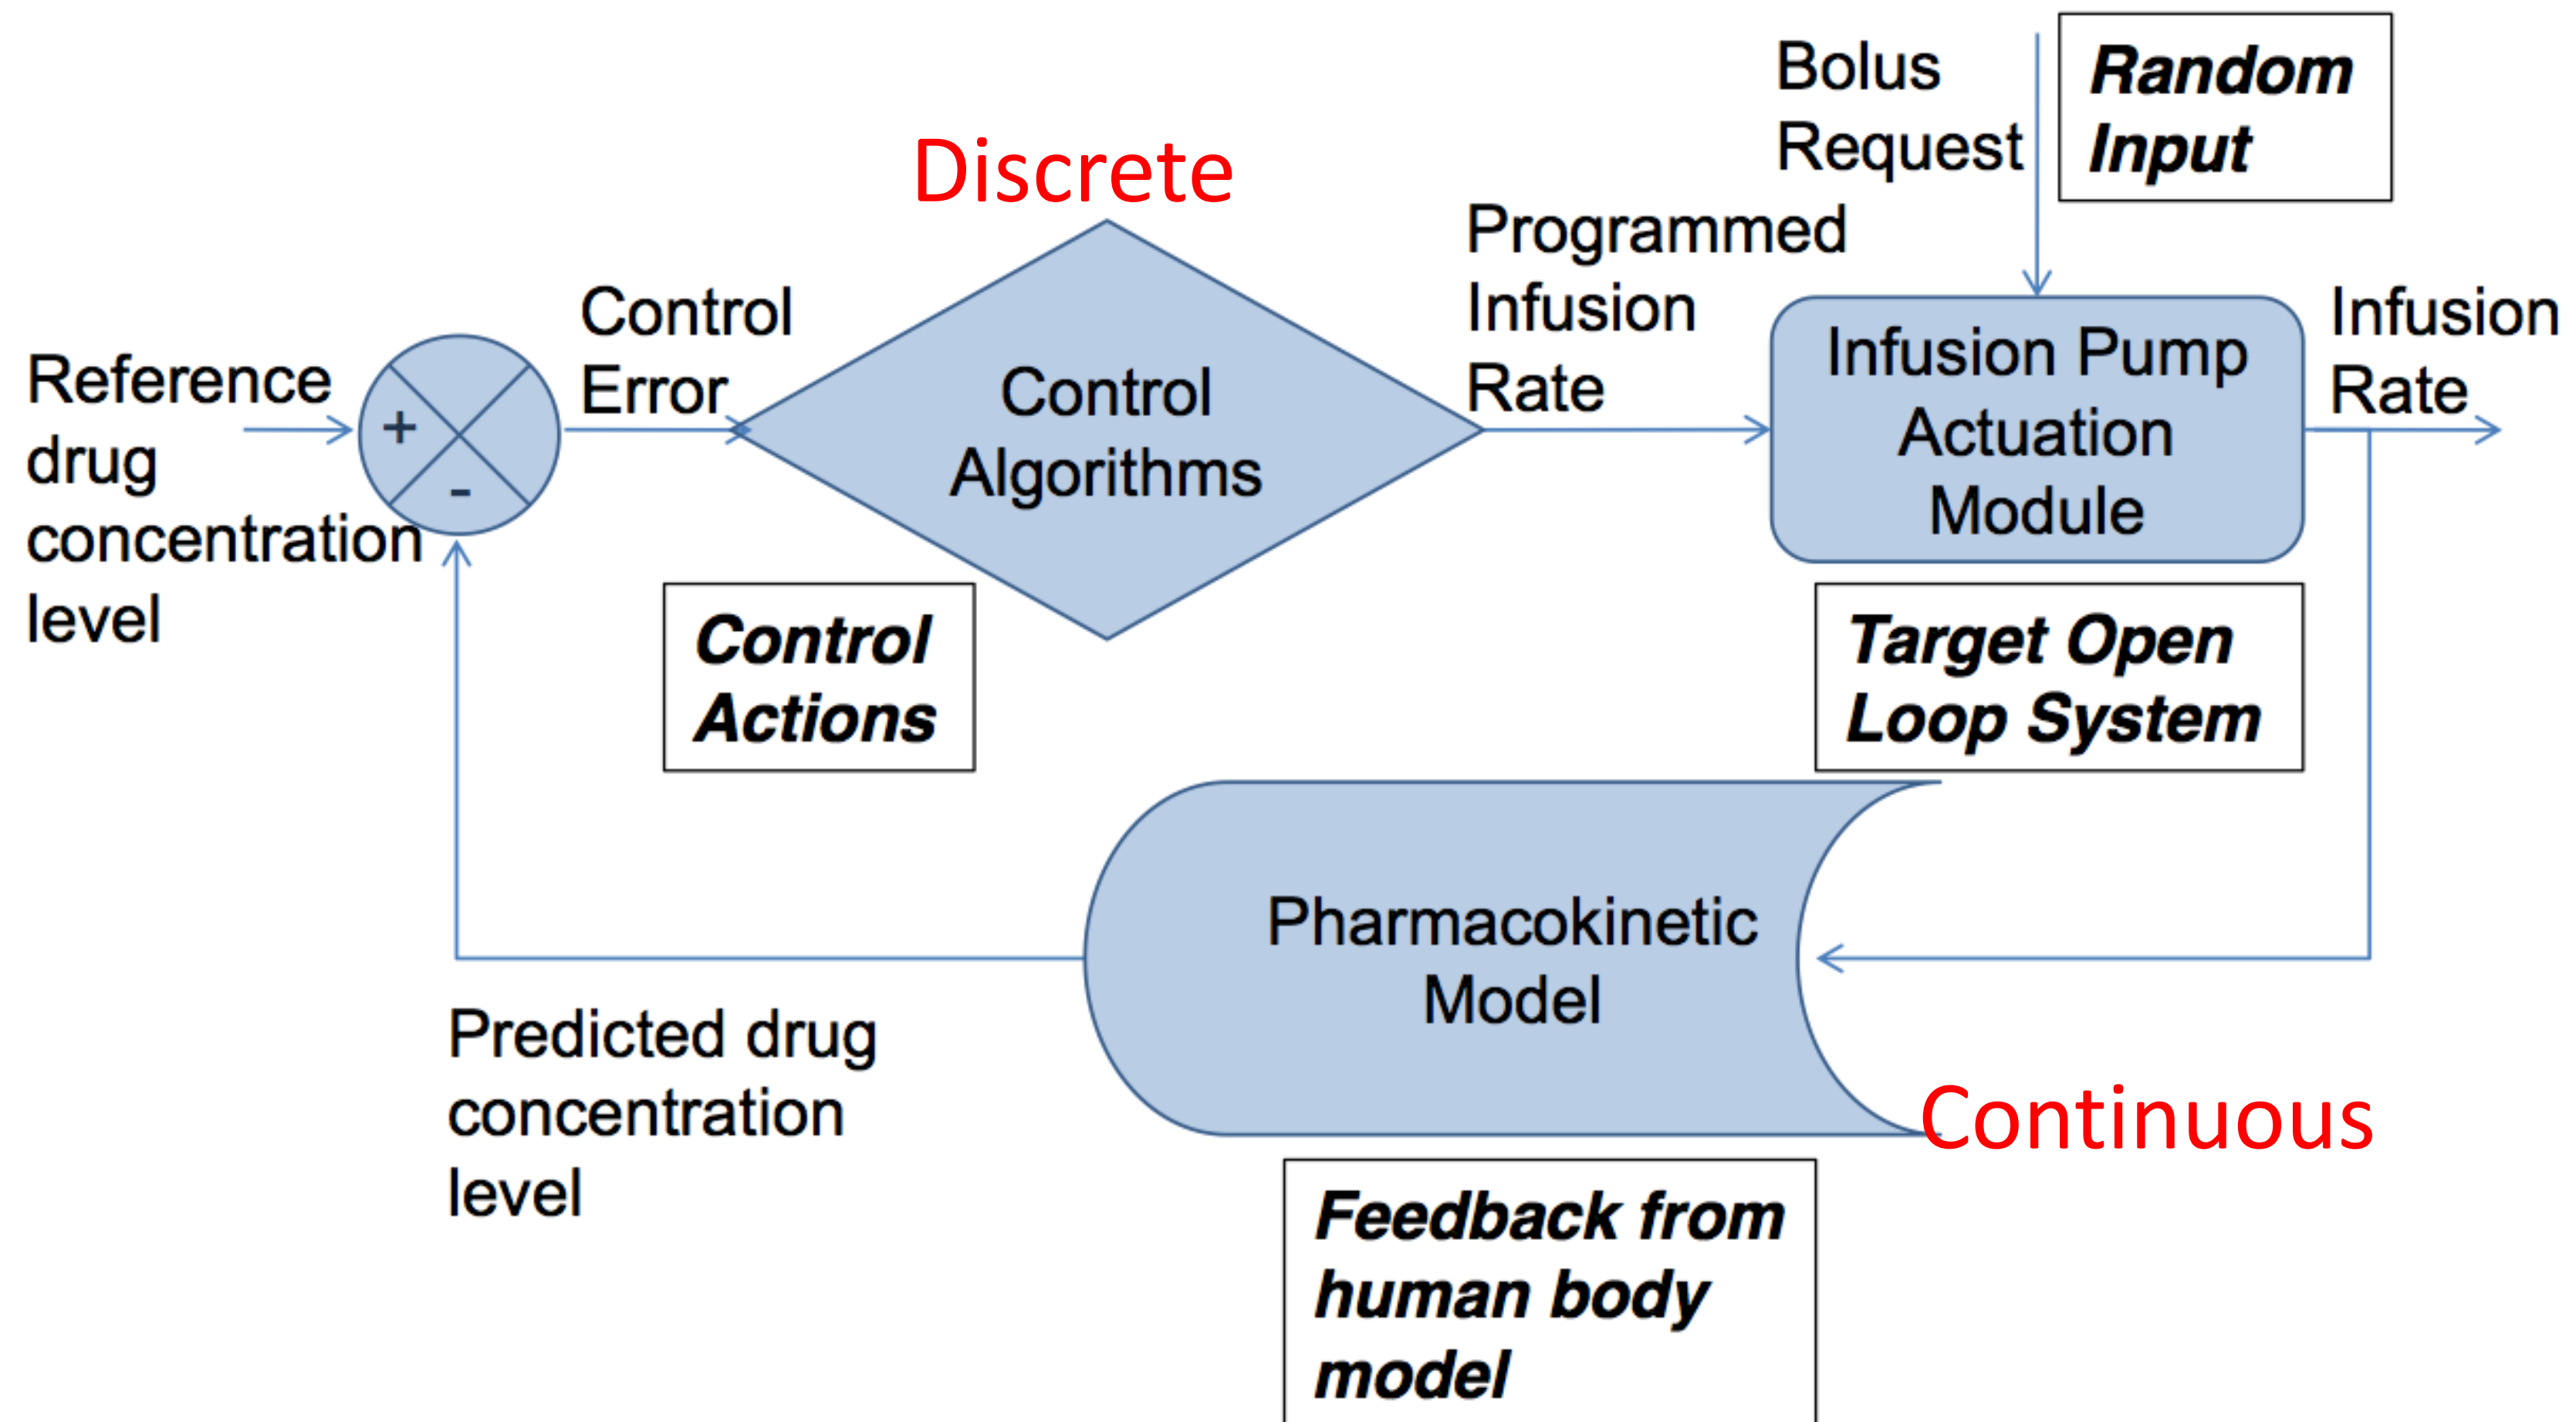 Bolus
Request
Random
Input
Discrete
Programmed
Infusion
Rate
Control
Error
Reference
drug
concentration
level
+
-
Control
Algorithms
Infusion Pump
Actuation
Module
Infusion
Rate
Control
Actions
Target Open
Loop System
Pharmacokinetic
Model
Continuous
Predicted drug
concentration
level
Feedback from
human body
model